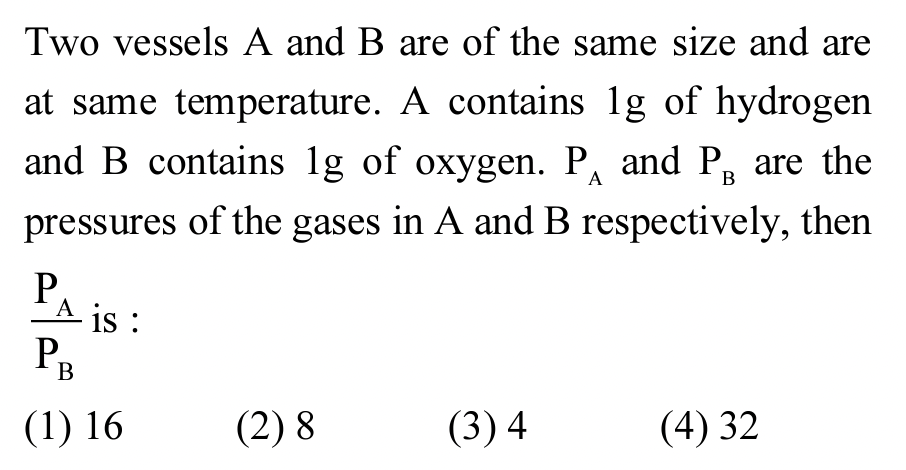 Two vessels A and B are of the same size and are
at same temperature. A contains 1g of hydrogen
and B contains 1g of oxygen. P_A and P_B are the
pressures of the gases in A and B respectively, then
P_A/P_B is :
(1) 16 (2) 8 (3) 4 (4) 32